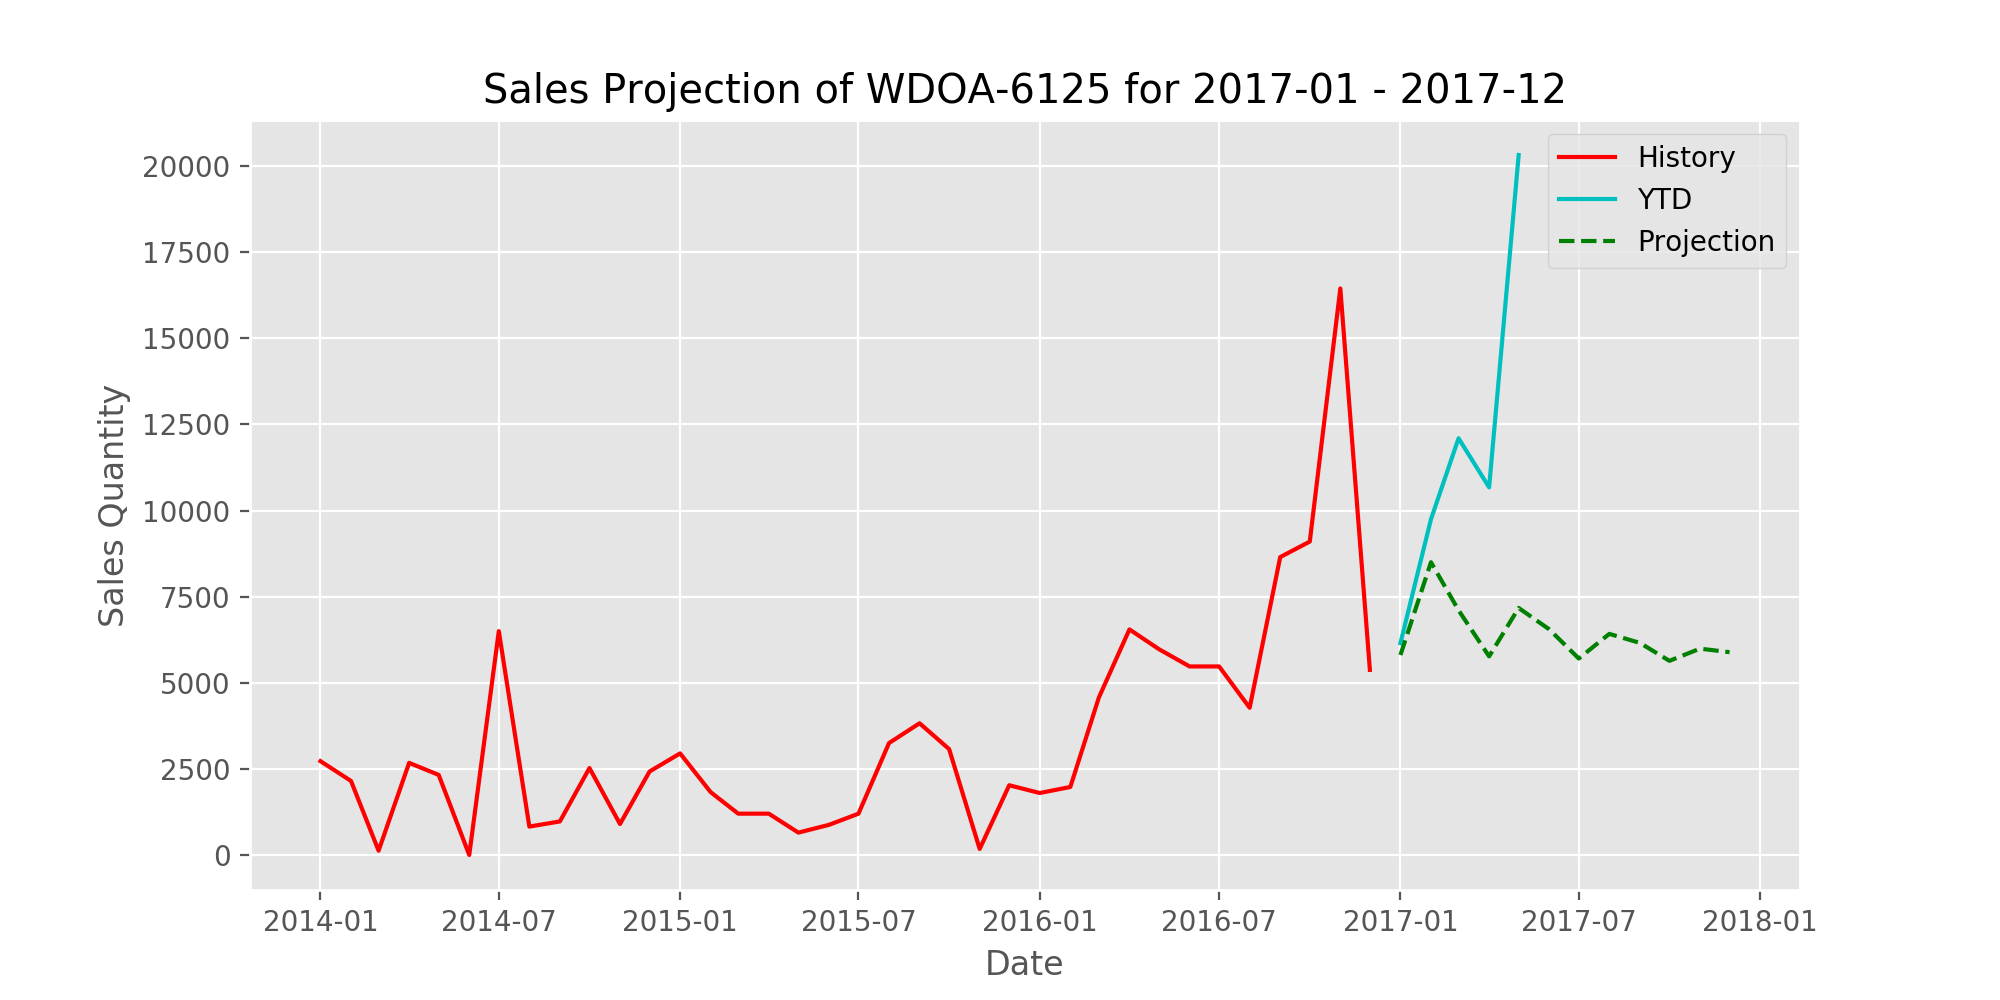 Sales Projection of WDOA-6125 for 2017-01 - 2017-12
20000
17500
15000
12500
10000
7500
5000
2500
0
Sales Quantity
History
YTD
Projection
2014-01 2014-07 2015-01 2015-07 2016-01 2016-07 2017-01 2017-07 2018-01
Date